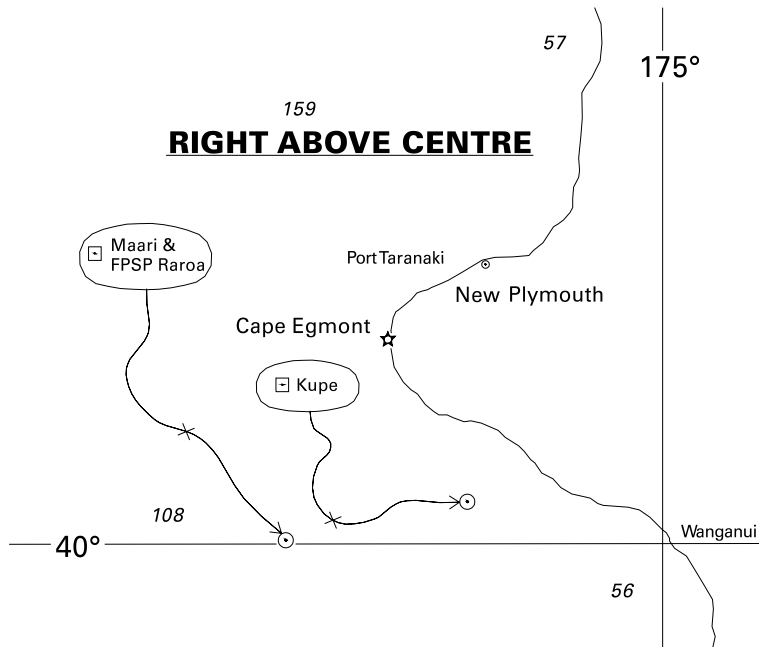 57
175°
159
RIGHT ABOVE CENTRE
Maari &
FPSP Raroa
Port Taranaki
New Plymouth
Cape Egmont
Kupe
108
Wanganui
40°
56